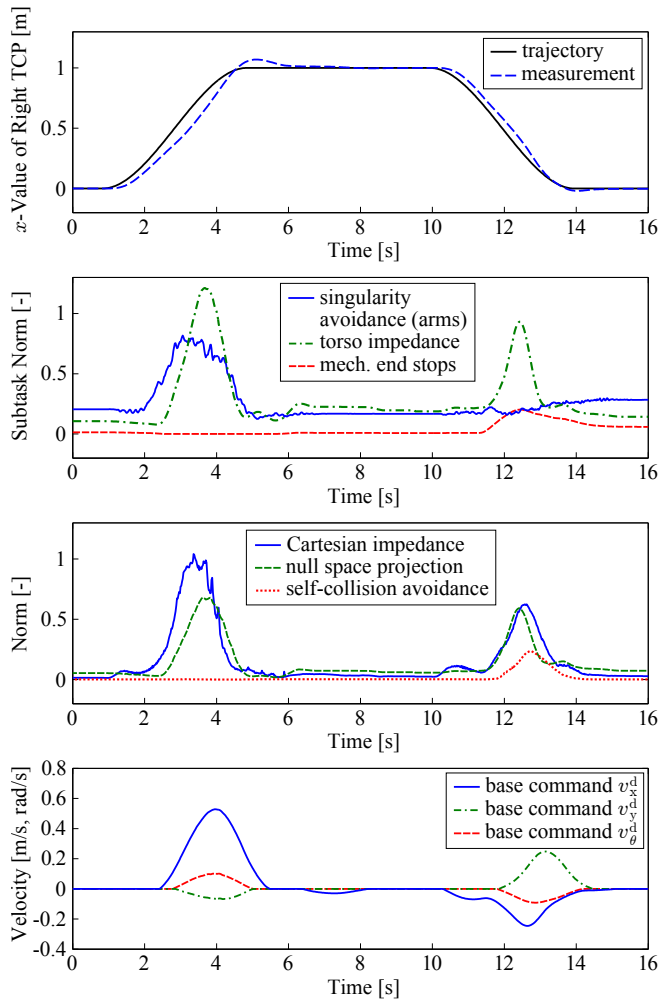 x-Value of Right TCP [m]
1
0.5
0
trajectory
measurement
0 2 4 6 8 10 12 14 16
Time [s]
Subtask Norm [-]
1
0.5
0
singularity
avoidance (arms)
torso impedance
mech. end stops
0 2 4 6 8 10 12 14 16
Time [s]
Norm [-]
1
0.5
0
Cartesian impedance
null space projection
self-collision avoidance
0 2 4 6 8 10 12 14 16
Time [s]
Velocity [m/s, rad/s]
0.8
0.6
0.4
0.2
0
-0.2
-0.4
base command v_x^d
base command v_y^d
base command v_θ^d
0 2 4 6 8 10 12 14 16
Time [s]